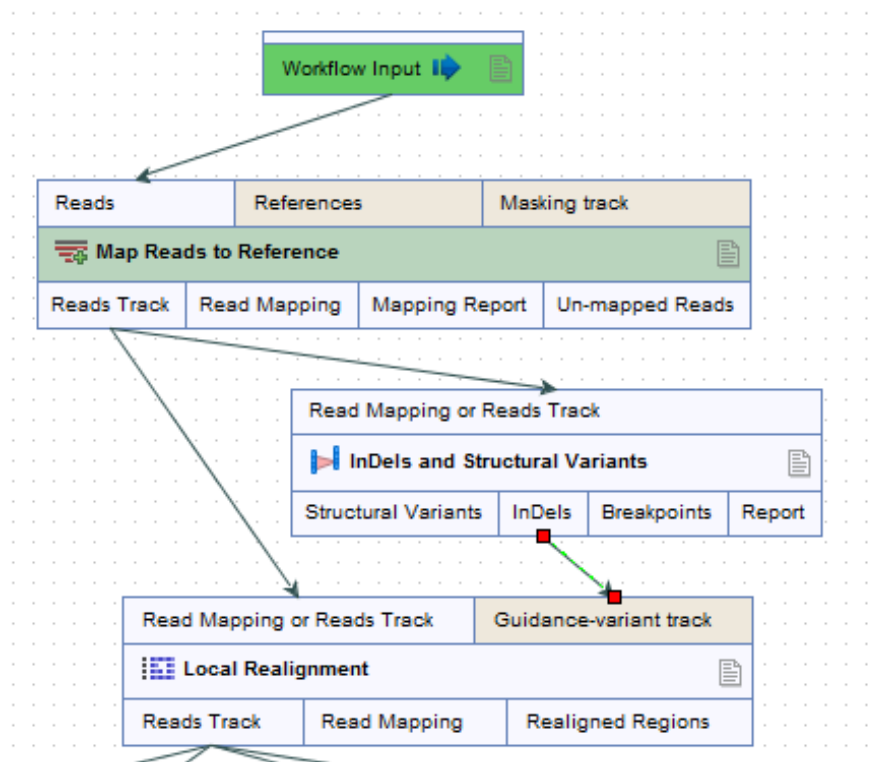 Workflow Input
Reads References Masking track
Map Reads to Reference
Reads Track Read Mapping Mapping Report Un-mapped Reads
Read Mapping or Reads Track
InDels and Structural Variants
Structural Variants InDels Breakpoints Report
Read Mapping or Reads Track Guidance-variant track
Local Realignment
Reads Track Read Mapping Realigned Regions